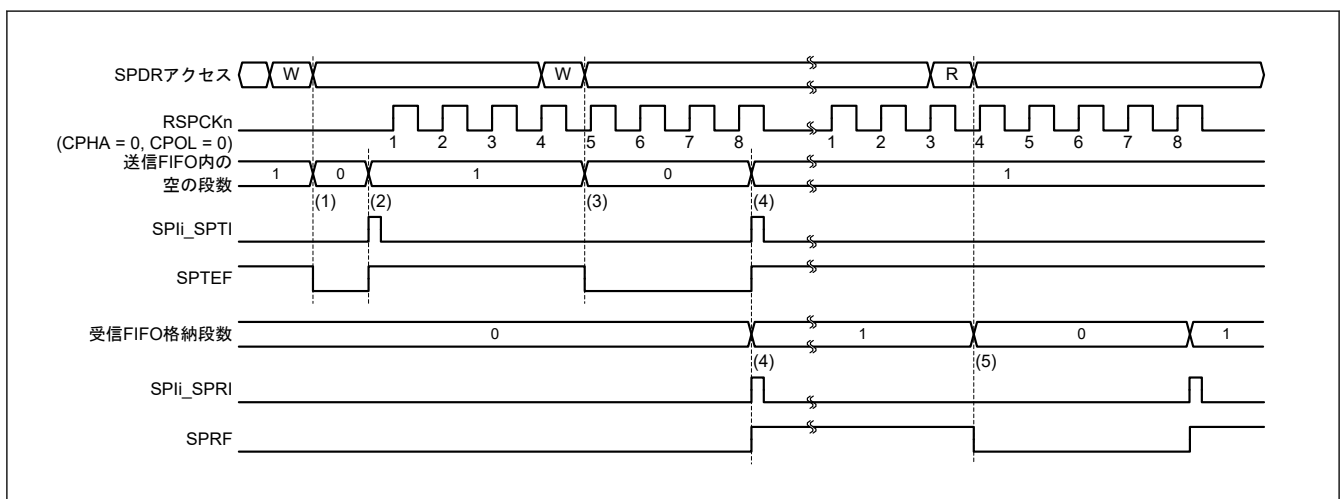 SPDRアクセス W W R
RSPCKn
(CPHA = 0, CPOL = 0)
1 2 3 4 5 6 7 8 1 2 3 4 5 6 7 8
送信FIFO内の
空の段数 1 0 1 0 1
(1) (2) (3) (4)
SPIi_SPTI
SPTEF
受信FIFO格納段数 0 1 0 1
(4) (5)
SPIi_SPRI
SPRF